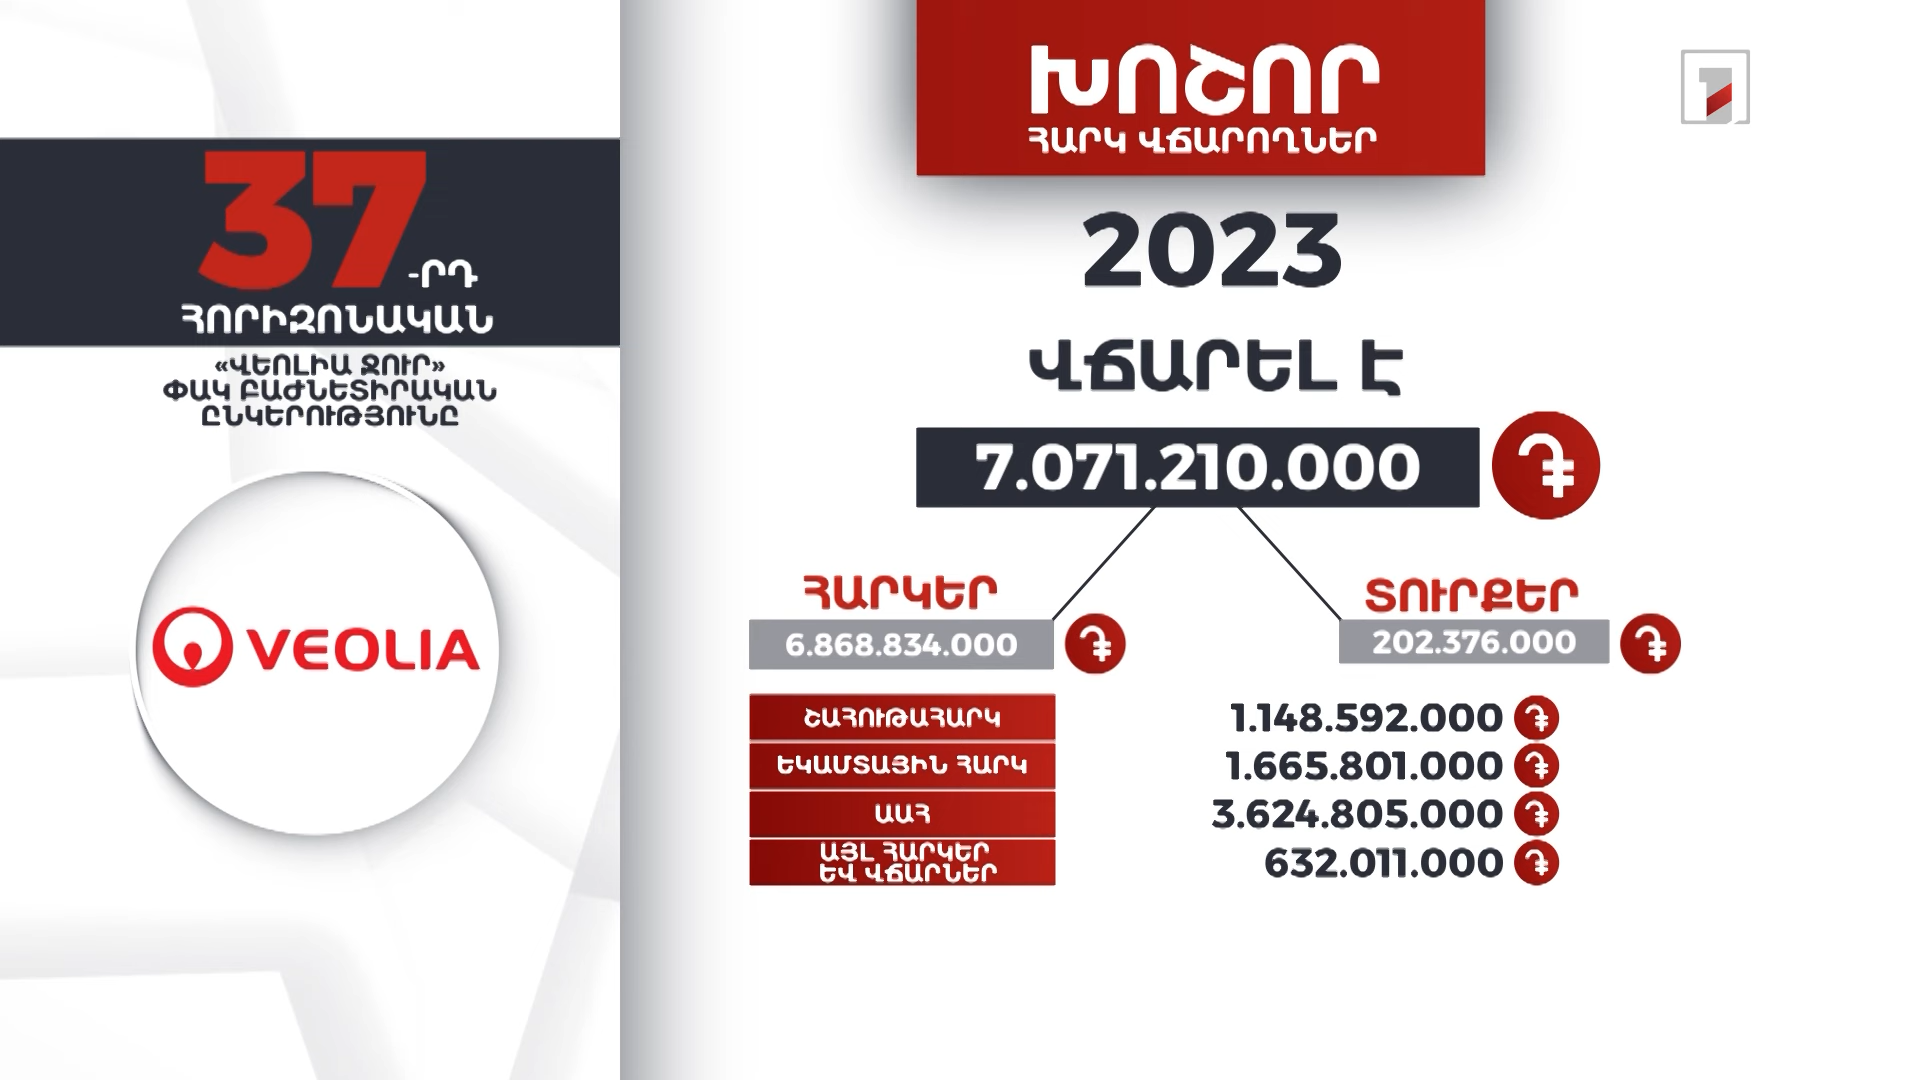 37-ՐԴ
ՀՈՐԻԶՈՆԱԿԱՆ
«ՎԵՈԼԻԱ ՋՈՒՐ»
ՓԱԿ ԲԱԺՆԵՏԻՐԱԿԱՆ
ԸՆԿԵՐՈՒԹՅՈՒՆԸ
VEOLIA
ԽՈՇՈՐ
ՀԱՐԿ ՎՃԱՐՈՂՆԵՐ
1
2023
ՎՃԱՐԵԼ Է
7.071.210.000 ֏
ՀԱՐԿԵՐ
6.868.834.000 ֏
ՏՈՒՐՔԵՐ
202.376.000 ֏
ՇԱՀՈՒԹԱՀԱՐԿ 1.148.592.000 ֏
ԵԿԱՄՏԱՅԻՆ ՀԱՐԿ 1.665.801.000 ֏
ԱԱՀ 3.624.805.000 ֏
ԱՅԼ ՀԱՐԿԵՐ
ԵՎ ՎՃԱՐՆԵՐ 632.011.000 ֏